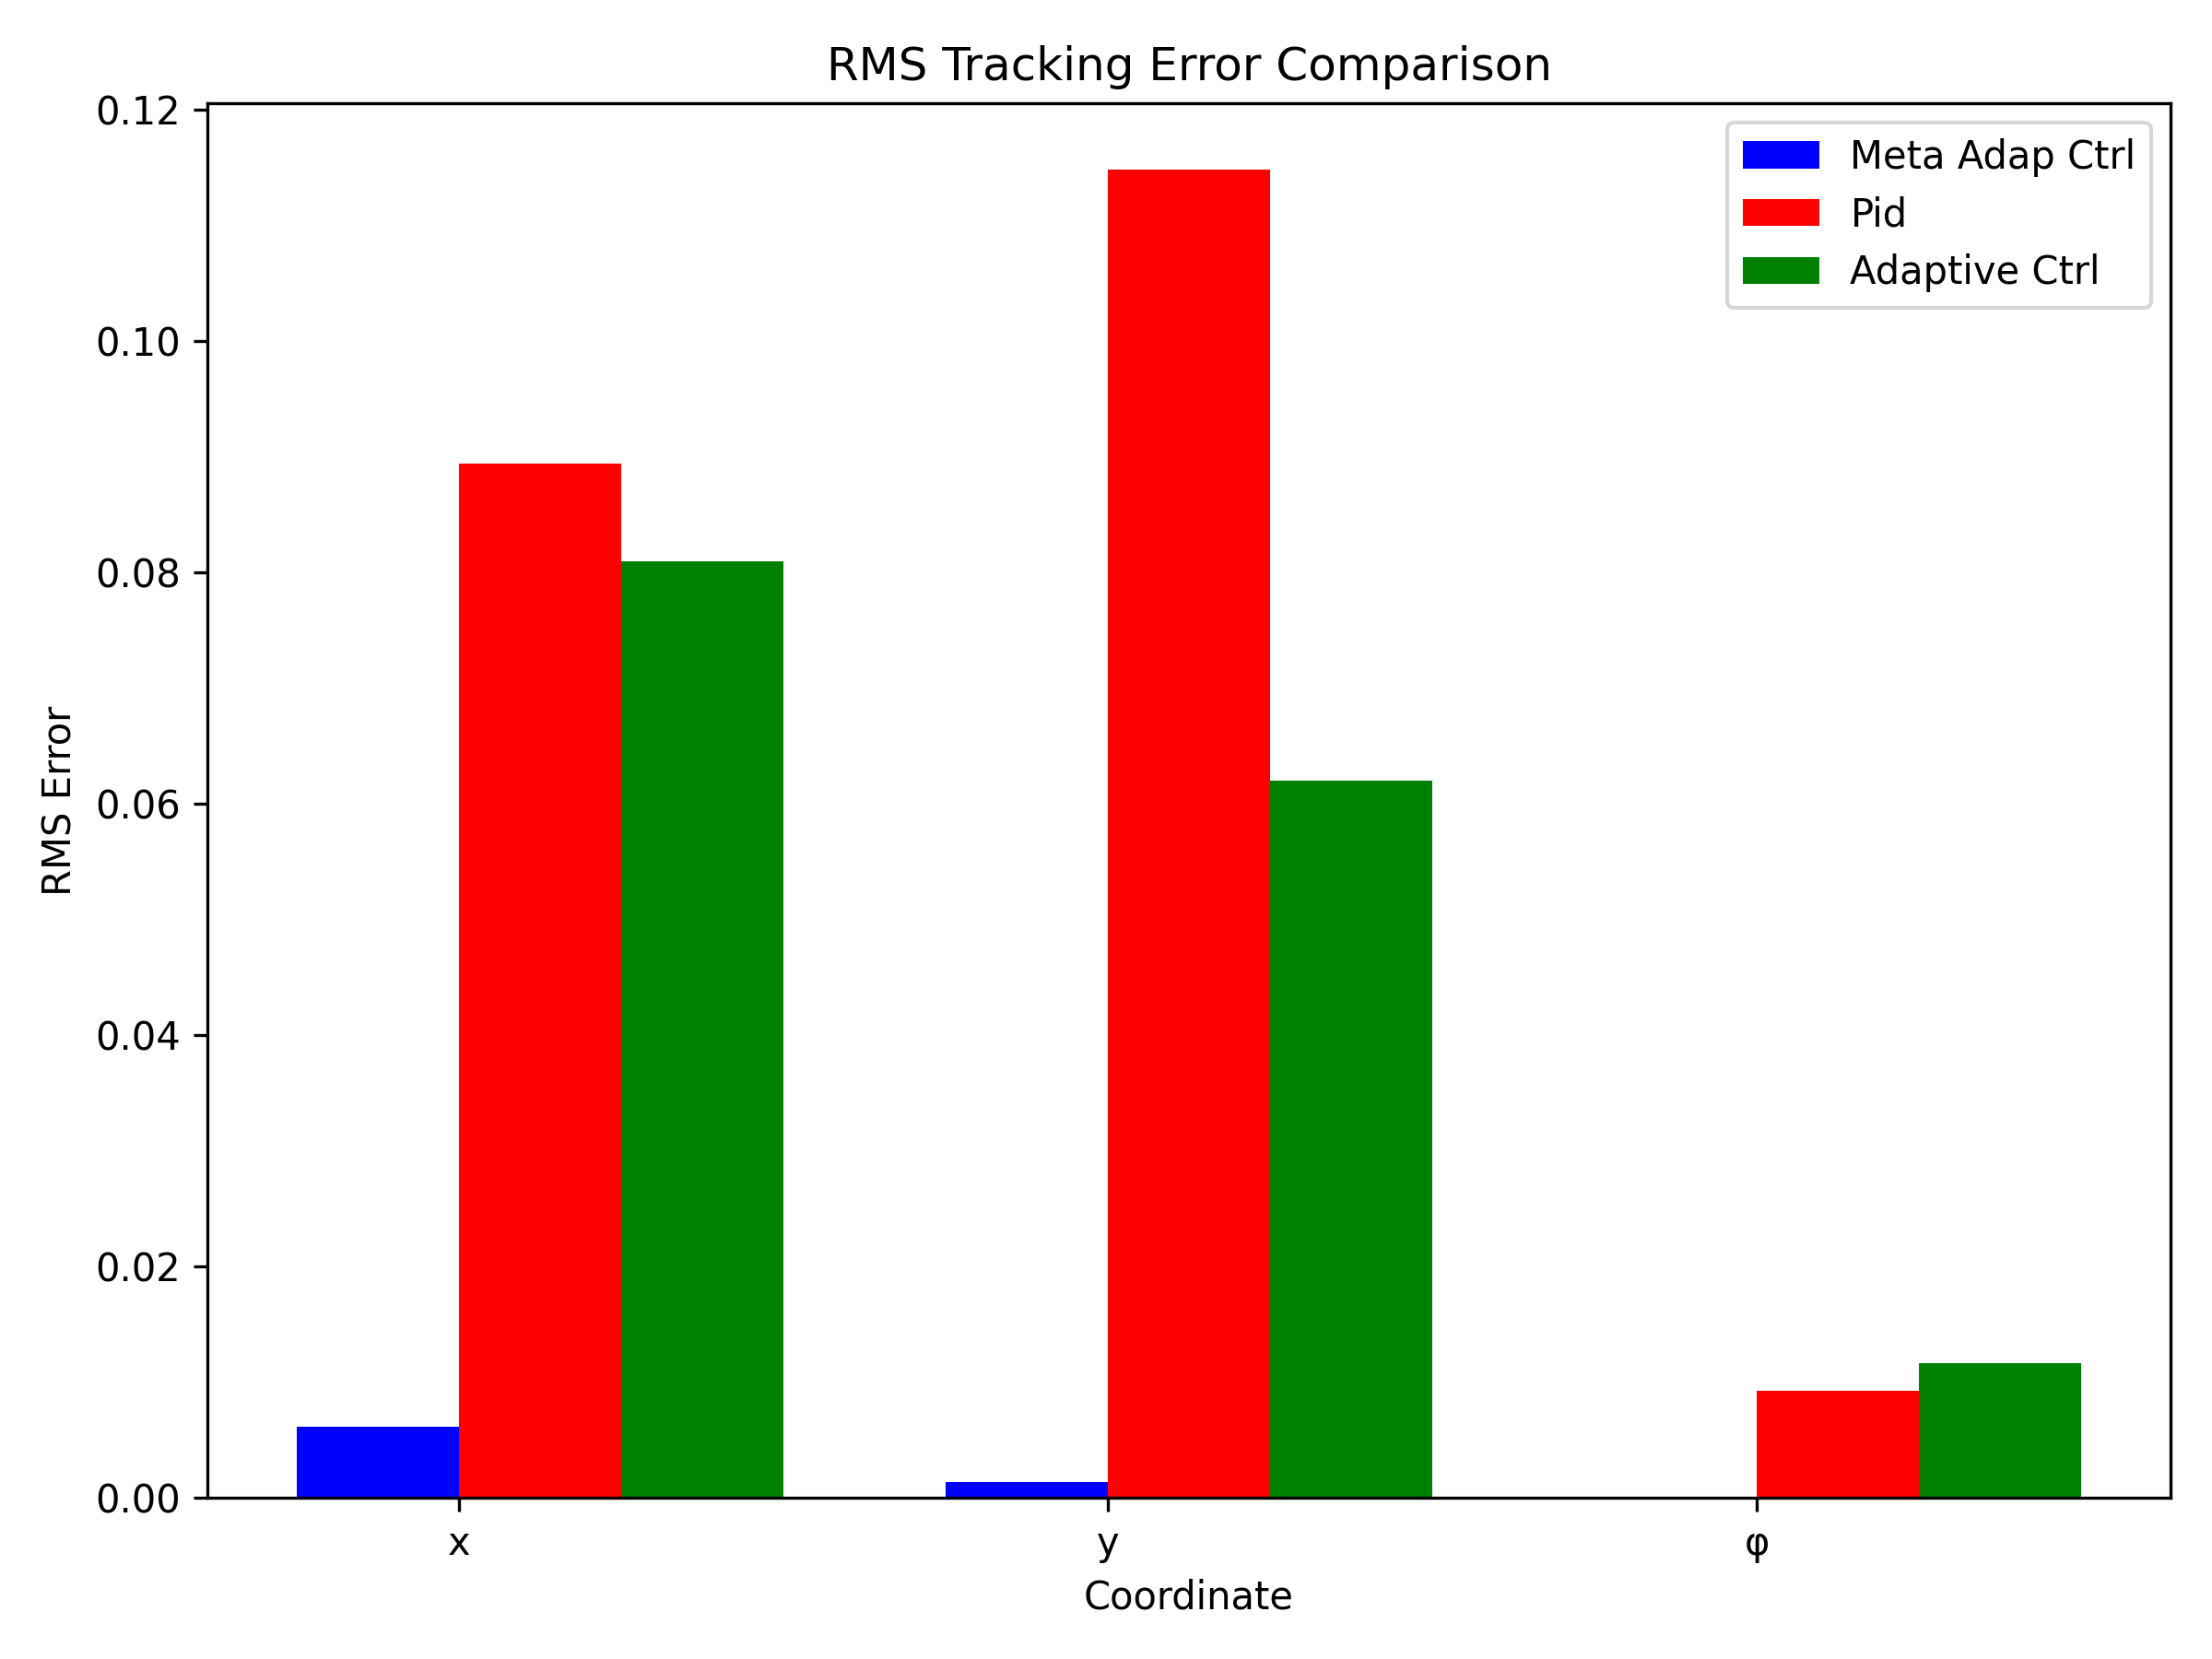 RMS Tracking Error Comparison
0.12
0.10
0.08
0.06
0.04
0.02
0.00
RMS Error
Meta Adap Ctrl
Pid
Adaptive Ctrl
x
y
φ
Coordinate